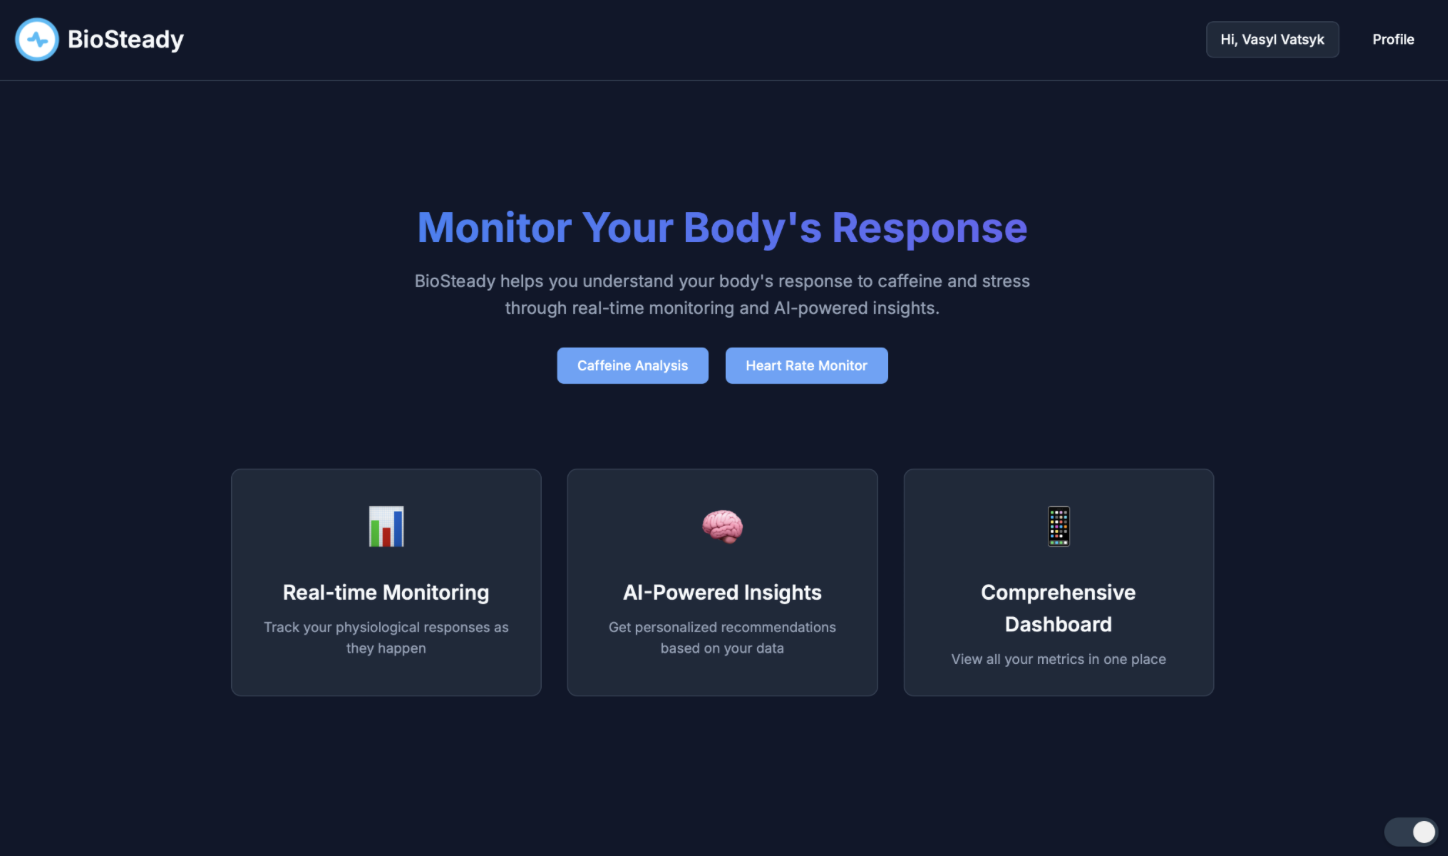 BioSteady
Hi, Vasyl Vatsyk
Profile
Monitor Your Body's Response
BioSteady helps you understand your body's response to caffeine and stress
through real-time monitoring and AI-powered insights.
Caffeine Analysis
Heart Rate Monitor
Real-time Monitoring
Track your physiological responses as
they happen
AI-Powered Insights
Get personalized recommendations
based on your data
Comprehensive
Dashboard
View all your metrics in one place